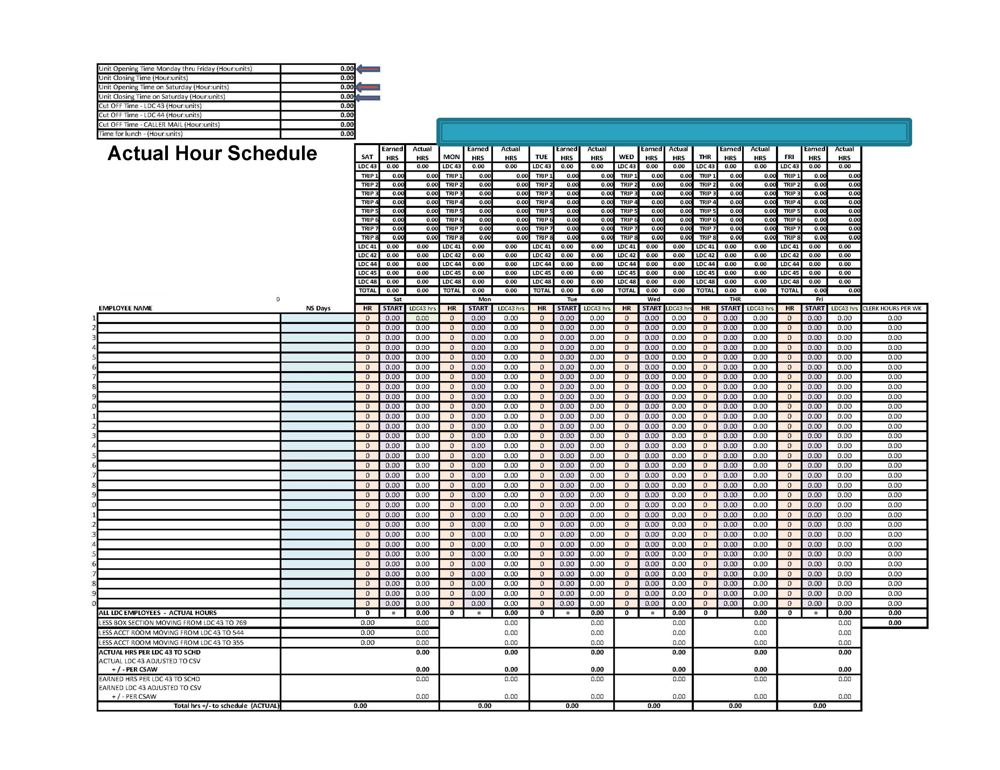 Unit Opening Time Monday thru Friday (Hour:units) 0.00
Unit Closing Time (Hour:units) 0.00
Unit Opening Time on Saturday (Hour:units) 0.00
Unit Closing Time on Saturday (Hour:units) 0.00
Cut OFF Time - LDC 43 (Hour:units) 0.00
Cut OFF Time - LDC 44 (Hour:units) 0.00
Cut OFF Time - CALLER MAIL (Hour:units) 0.00
Time for lunch - (Hour:units) 0.00
Actual Hour Schedule
SAT Earned HRS Actual HRS MON Earned HRS Actual HRS TUE Earned HRS Actual HRS WED Earned HRS Actual HRS THR Earned HRS Actual HRS FRI Earned HRS Actual HRS
LDC 43 0.00 0.00 LDC 43 0.00 0.00 LDC 43 0.00 0.00 LDC 43 0.00 0.00 LDC 43 0.00 0.00 LDC 43 0.00 0.00
TRIP 1 0.00 0.00 TRIP 1 0.00 0.00 TRIP 1 0.00 0.00 TRIP 1 0.00 0.00 TRIP 1 0.00 0.00 TRIP 1 0.00 0.00
TRIP 2 0.00 0.00 TRIP 2 0.00 0.00 TRIP 2 0.00 0.00 TRIP 2 0.00 0.00 TRIP 2 0.00 0.00 TRIP 2 0.00 0.00
TRIP 3 0.00 0.00 TRIP 3 0.00 0.00 TRIP 3 0.00 0.00 TRIP 3 0.00 0.00 TRIP 3 0.00 0.00 TRIP 3 0.00 0.00
TRIP 4 0.00 0.00 TRIP 4 0.00 0.00 TRIP 4 0.00 0.00 TRIP 4 0.00 0.00 TRIP 4 0.00 0.00 TRIP 4 0.00 0.00
TRIP 5 0.00 0.00 TRIP 5 0.00 0.00 TRIP 5 0.00 0.00 TRIP 5 0.00 0.00 TRIP 5 0.00 0.00 TRIP 5 0.00 0.00
TRIP 6 0.00 0.00 TRIP 6 0.00 0.00 TRIP 6 0.00 0.00 TRIP 6 0.00 0.00 TRIP 6 0.00 0.00 TRIP 6 0.00 0.00
TRIP 7 0.00 0.00 TRIP 7 0.00 0.00 TRIP 7 0.00 0.00 TRIP 7 0.00 0.00 TRIP 7 0.00 0.00 TRIP 7 0.00 0.00
TRIP 8 0.00 0.00 TRIP 8 0.00 0.00 TRIP 8 0.00 0.00 TRIP 8 0.00 0.00 TRIP 8 0.00 0.00 TRIP 8 0.00 0.00
LDC 41 0.00 0.00 LDC 41 0.00 0.00 LDC 41 0.00 0.00 LDC 41 0.00 0.00 LDC 41 0.00 0.00 LDC 41 0.00 0.00
LDC 42 0.00 0.00 LDC 42 0.00 0.00 LDC 42 0.00 0.00 LDC 42 0.00 0.00 LDC 42 0.00 0.00 LDC 42 0.00 0.00
LDC 44 0.00 0.00 LDC 44 0.00 0.00 LDC 44 0.00 0.00 LDC 44 0.00 0.00 LDC 44 0.00 0.00 LDC 44 0.00 0.00
LDC 45 0.00 0.00 LDC 45 0.00 0.00 LDC 45 0.00 0.00 LDC 45 0.00 0.00 LDC 45 0.00 0.00 LDC 45 0.00 0.00
LDC 48 0.00 0.00 LDC 48 0.00 0.00 LDC 48 0.00 0.00 LDC 48 0.00 0.00 LDC 48 0.00 0.00 LDC 48 0.00 0.00
TOTAL 0.00 0.00 TOTAL 0.00 0.00 TOTAL 0.00 0.00 TOTAL 0.00 0.00 TOTAL 0.00 0.00 TOTAL 0.00 0.00
0 Sat Mon Tue Wed THR Fri
EMPLOYEE NAME NS Days HR START LDC43 hrs HR START LDC43 hrs HR START LDC43 hrs HR START LDC43 hrs HR START LDC43 hrs HR START LDC43 hrs CLERK HOURS PER WK
1 0 0.00 0.00 0 0.00 0.00 0 0.00 0.00 0 0.00 0.00 0 0.00 0.00 0 0.00 0.00 0.00
2 0 0.00 0.00 0 0.00 0.00 0 0.00 0.00 0 0.00 0.00 0 0.00 0.00 0 0.00 0.00 0.00
3 0 0.00 0.00 0 0.00 0.00 0 0.00 0.00 0 0.00 0.00 0 0.00 0.00 0 0.00 0.00 0.00
4 0 0.00 0.00 0 0.00 0.00 0 0.00 0.00 0 0.00 0.00 0 0.00 0.00 0 0.00 0.00 0.00
5 0 0.00 0.00 0 0.00 0.00 0 0.00 0.00 0 0.00 0.00 0 0.00 0.00 0 0.00 0.00 0.00
6 0 0.00 0.00 0 0.00 0.00 0 0.00 0.00 0 0.00 0.00 0 0.00 0.00 0 0.00 0.00 0.00
7 0 0.00 0.00 0 0.00 0.00 0 0.00 0.00 0 0.00 0.00 0 0.00 0.00 0 0.00 0.00 0.00
8 0 0.00 0.00 0 0.00 0.00 0 0.00 0.00 0 0.00 0.00 0 0.00 0.00 0 0.00 0.00 0.00
9 0 0.00 0.00 0 0.00 0.00 0 0.00 0.00 0 0.00 0.00 0 0.00 0.00 0 0.00 0.00 0.00
0 0 0.00 0.00 0 0.00 0.00 0 0.00 0.00 0 0.00 0.00 0 0.00 0.00 0 0.00 0.00 0.00
1 0 0.00 0.00 0 0.00 0.00 0 0.00 0.00 0 0.00 0.00 0 0.00 0.00 0 0.00 0.00 0.00
2 0 0.00 0.00 0 0.00 0.00 0 0.00 0.00 0 0.00 0.00 0 0.00 0.00 0 0.00 0.00 0.00
3 0 0.00 0.00 0 0.00 0.00 0 0.00 0.00 0 0.00 0.00 0 0.00 0.00 0 0.00 0.00 0.00
4 0 0.00 0.00 0 0.00 0.00 0 0.00 0.00 0 0.00 0.00 0 0.00 0.00 0 0.00 0.00 0.00
5 0 0.00 0.00 0 0.00 0.00 0 0.00 0.00 0 0.00 0.00 0 0.00 0.00 0 0.00 0.00 0.00
6 0 0.00 0.00 0 0.00 0.00 0 0.00 0.00 0 0.00 0.00 0 0.00 0.00 0 0.00 0.00 0.00
7 0 0.00 0.00 0 0.00 0.00 0 0.00 0.00 0 0.00 0.00 0 0.00 0.00 0 0.00 0.00 0.00
8 0 0.00 0.00 0 0.00 0.00 0 0.00 0.00 0 0.00 0.00 0 0.00 0.00 0 0.00 0.00 0.00
9 0 0.00 0.00 0 0.00 0.00 0 0.00 0.00 0 0.00 0.00 0 0.00 0.00 0 0.00 0.00 0.00
0 0 0.00 0.00 0 0.00 0.00 0 0.00 0.00 0 0.00 0.00 0 0.00 0.00 0 0.00 0.00 0.00
1 0 0.00 0.00 0 0.00 0.00 0 0.00 0.00 0 0.00 0.00 0 0.00 0.00 0 0.00 0.00 0.00
2 0 0.00 0.00 0 0.00 0.00 0 0.00 0.00 0 0.00 0.00 0 0.00 0.00 0 0.00 0.00 0.00
3 0 0.00 0.00 0 0.00 0.00 0 0.00 0.00 0 0.00 0.00 0 0.00 0.00 0 0.00 0.00 0.00
4 0 0.00 0.00 0 0.00 0.00 0 0.00 0.00 0 0.00 0.00 0 0.00 0.00 0 0.00 0.00 0.00
5 0 0.00 0.00 0 0.00 0.00 0 0.00 0.00 0 0.00 0.00 0 0.00 0.00 0 0.00 0.00 0.00
6 0 0.00 0.00 0 0.00 0.00 0 0.00 0.00 0 0.00 0.00 0 0.00 0.00 0 0.00 0.00 0.00
7 0 0.00 0.00 0 0.00 0.00 0 0.00 0.00 0 0.00 0.00 0 0.00 0.00 0 0.00 0.00 0.00
8 0 0.00 0.00 0 0.00 0.00 0 0.00 0.00 0 0.00 0.00 0 0.00 0.00 0 0.00 0.00 0.00
9 0 0.00 0.00 0 0.00 0.00 0 0.00 0.00 0 0.00 0.00 0 0.00 0.00 0 0.00 0.00 0.00
0 0 0.00 0.00 0 0.00 0.00 0 0.00 0.00 0 0.00 0.00 0 0.00 0.00 0 0.00 0.00 0.00
ALL LDC EMPLOYEES - ACTUAL HOURS 0 = 0.00 0 = 0.00 0 = 0.00 0 = 0.00 0 0.00 0 = 0.00 0.00
LESS BOX SECTION MOVING FROM LDC 43 TO 769 0.00 0.00 0.00 0.00 0.00 0.00 0.00 0.00
LESS ACCT ROOM MOVING FROM LDC 43 TO 544 0.00 0.00 0.00 0.00 0.00 0.00 0.00
LESS ACCT ROOM MOVING FROM LDC 43 TO 355 0.00 0.00 0.00 0.00 0.00 0.00 0.00
ACTUAL HRS PER LDC 43 TO SCHD 0.00 0.00 0.00 0.00 0.00 0.00
ACTUAL LDC 43 ADJUSTED TO CSV
+ / - PER CSAW 0.00 0.00 0.00 0.00 0.00 0.00
EARNED HRS PER LDC 43 TO SCHD 0.00 0.00 0.00 0.00 0.00 0.00
EARNED LDC 43 ADJUSTED TO CSV
+ / - PER CSAW 0.00 0.00 0.00 0.00 0.00 0.00
Total hrs +/- to schedule (ACTUAL) 0.00 0.00 0.00 0.00 0.00 0.00